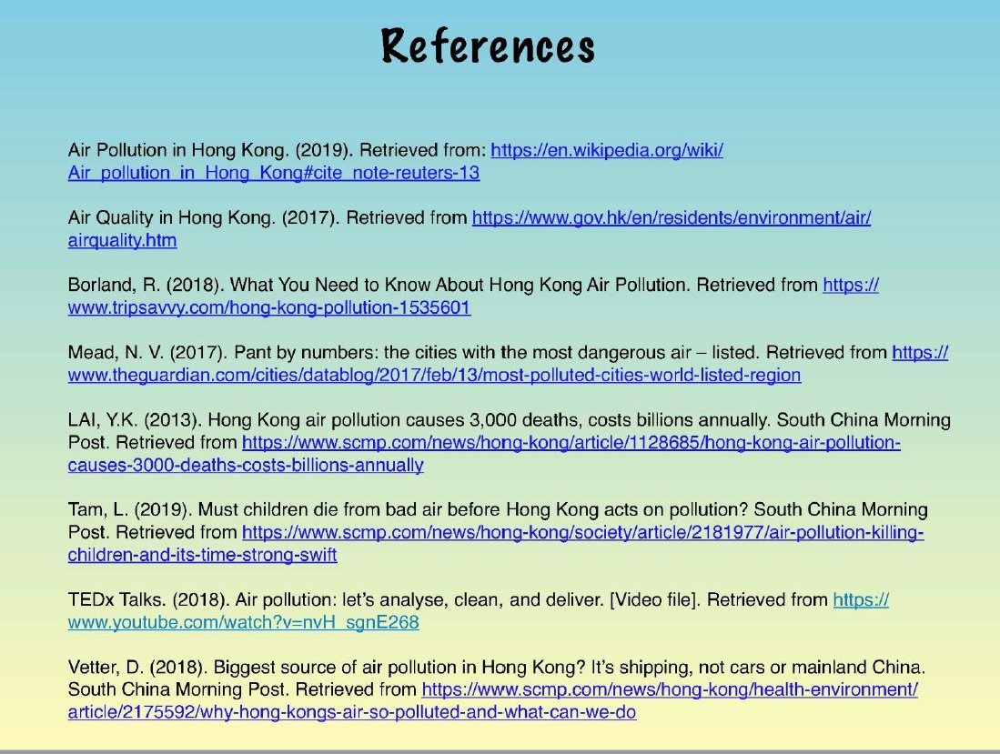 References
Air Pollution in Hong Kong. (2019). Retrieved from: https://en.wikipedia.org/wiki/
Air_pollution_in_Hong_Kong#cite_note-reuters-13
Air Quality in Hong Kong. (2017). Retrieved from https://www.gov.hk/en/residents/environment/air/
airquality.htm
Borland, R. (2018). What You Need to Know About Hong Kong Air Pollution. Retrieved from https://
www.tripsavvy.com/hong-kong-pollution-1535601
Mead, N. V. (2017). Pant by numbers: the cities with the most dangerous air – listed. Retrieved from https://
www.theguardian.com/cities/datablog/2017/feb/13/most-polluted-cities-world-listed-region
LAI, Y.K. (2013). Hong Kong air pollution causes 3,000 deaths, costs billions annually. South China Morning
Post. Retrieved from https://www.scmp.com/news/hong-kong/article/1128685/hong-kong-air-pollution-
causes-3000-deaths-costs-billions-annually
Tam, L. (2019). Must children die from bad air before Hong Kong acts on pollution? South China Morning
Post. Retrieved from https://www.scmp.com/news/hong-kong/society/article/2181977/air-pollution-killing-
children-and-its-time-strong-swift
TEDx Talks. (2018). Air pollution: let's analyse, clean, and deliver. [Video file]. Retrieved from https://
www.youtube.com/watch?v=nvH_sgnE268
Vetter, D. (2018). Biggest source of air pollution in Hong Kong? It's shipping, not cars or mainland China.
South China Morning Post. Retrieved from https://www.scmp.com/news/hong-kong/health-environment/
article/2175592/why-hong-kongs-air-so-polluted-and-what-can-we-do